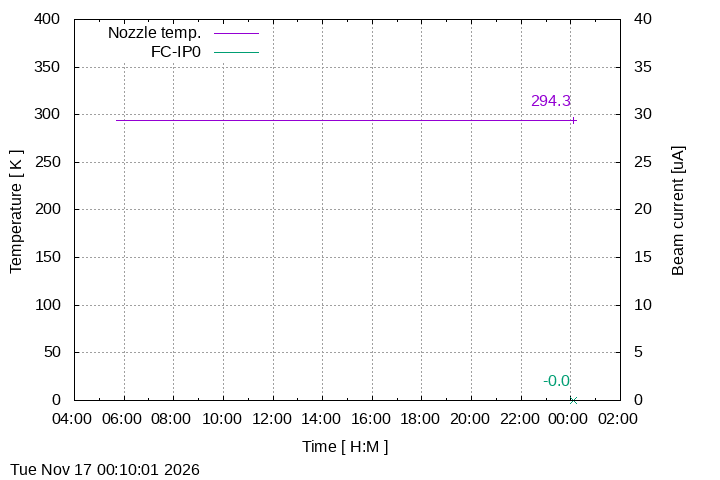 Nozzle temp.
FC-IP0
400
350
300
250
200
150
100
50
0
Temperature [ K ]
294.3
-0.0
40
35
30
25
20
15
10
5
0
Beam current [uA]
04:00 06:00 08:00 10:00 12:00 14:00 16:00 18:00 20:00 22:00 00:00 02:00
Time [ H:M ]
Tue Nov 17 00:10:01 2026